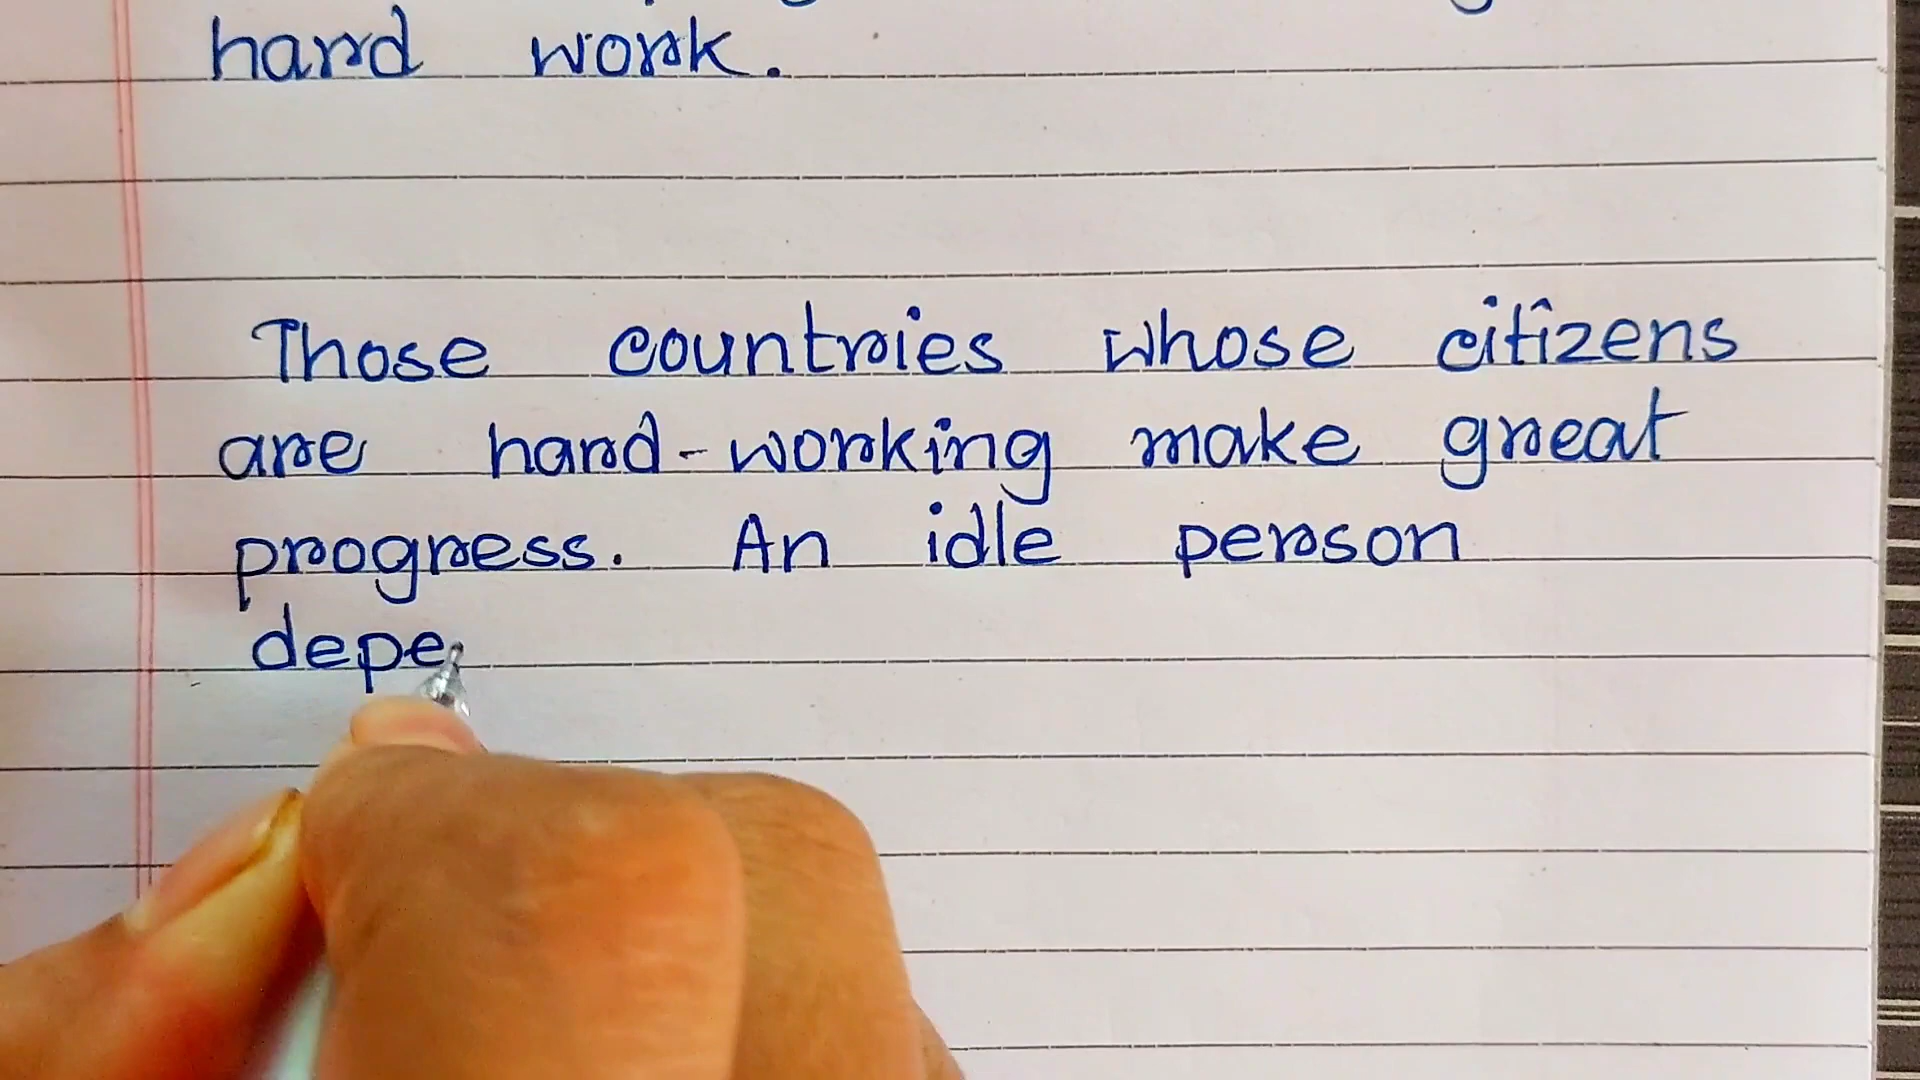 hard work.
Those countries whose citizens
are hard-working make great
progress. An idle person
depe